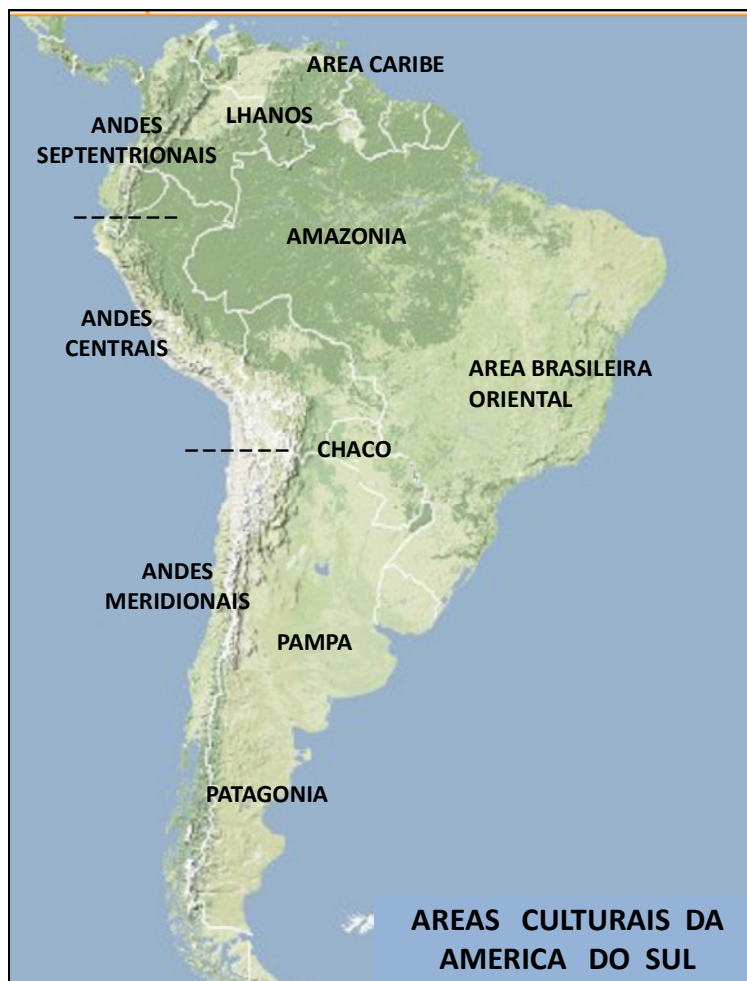 AREA CARIBE
LHANOS
ANDES
SEPTENTRIONAIS
AMAZONIA
ANDES
CENTRAIS
AREA BRASILEIRA
ORIENTAL
CHACO
ANDES
MERIDIONAIS
PAMPA
PATAGONIA
AREAS CULTURAIS DA
AMERICA DO SUL